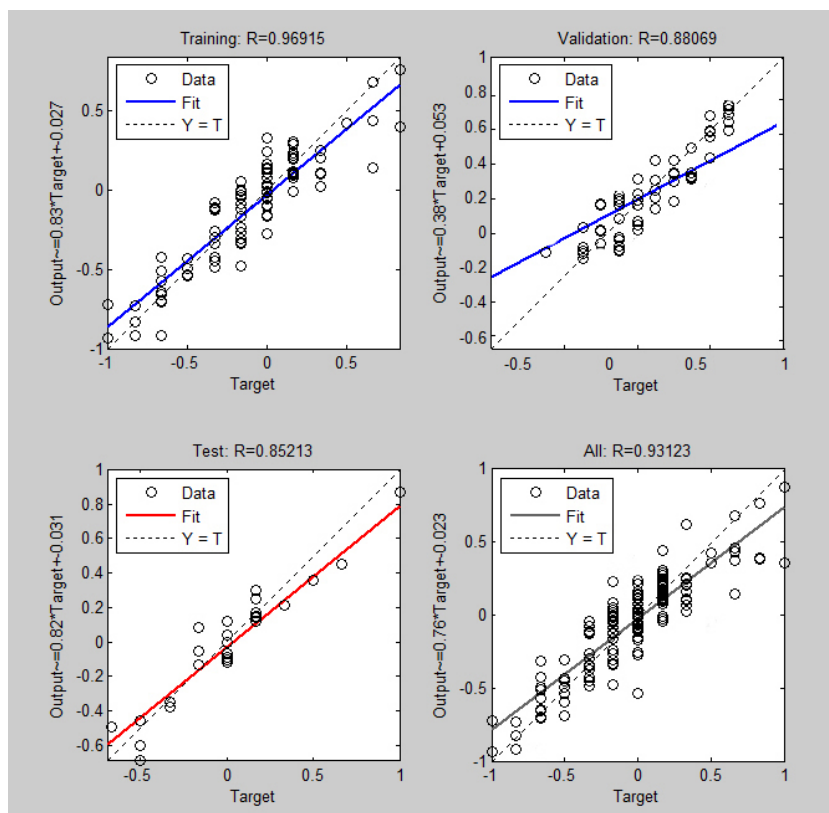 Training: R=0.96915
Output~=0.83*Target+-0.027
0.5
0
-0.5
-1
Data
Fit
Y = T
-1 -0.5 0 0.5
Target
Validation: R=0.88069
Output~=0.38*Target+0.053
1
0.8
0.6
0.4
0.2
0
-0.2
0.4
-0.6
Data
Fit
Y = T
-0.5 0 0.5 1
Target
Test: R=0.85213
Output~=0.82*Target+-0.031
1
0.8
0.6
0.4
0.2
0
-0.2
-0.4
-0.6
Data
Fit
Y = T
-0.5 0 0.5 1
Target
All: R=0.93123
Output~=0.76*Target+-0.023
1
0.5
0
-0.5
-1
Data
Fit
Y = T
-1 -0.5 0 0.5 1
Target